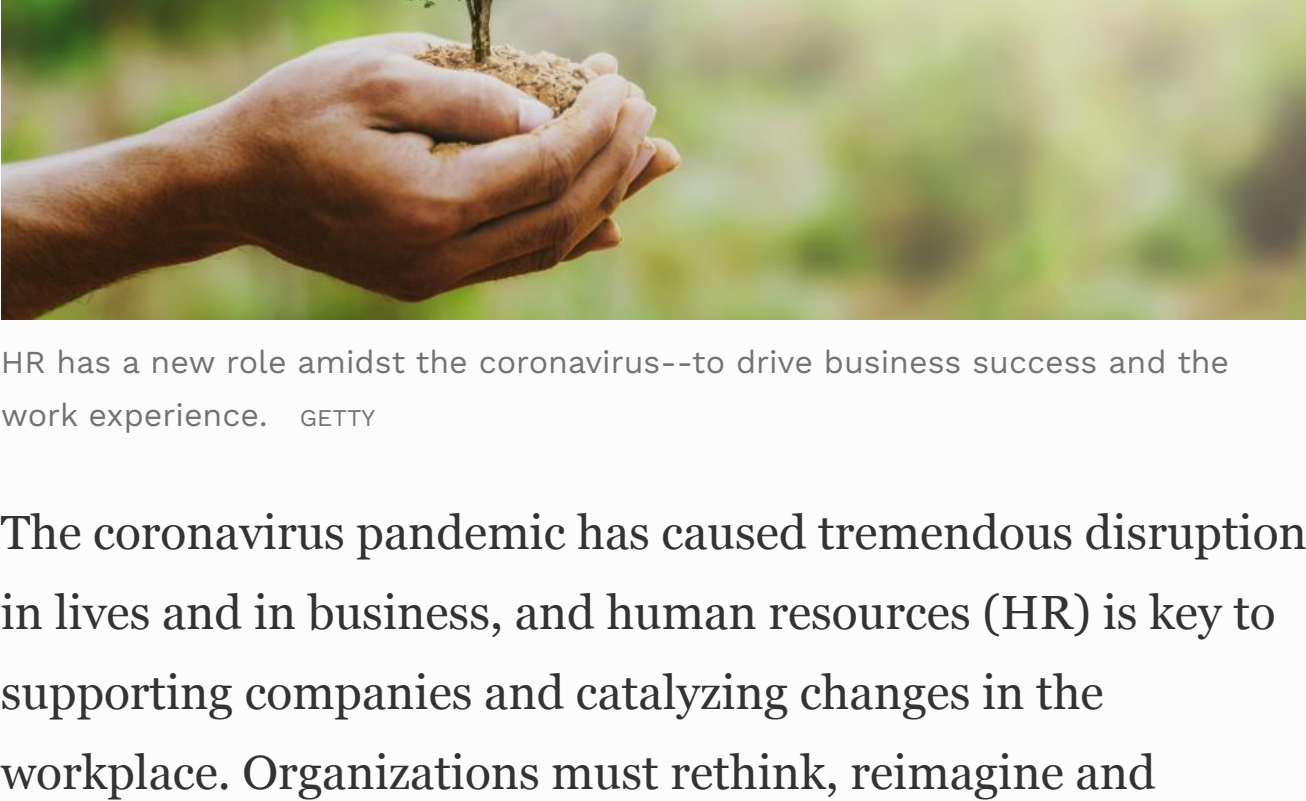 HR has a new role amidst the coronavirus--to drive business success and the
work experience. GETTY
The coronavirus pandemic has caused tremendous disruption
in lives and in business, and human resources (HR) is key to
supporting companies and catalyzing changes in the
workplace. Organizations must rethink, reimagine and